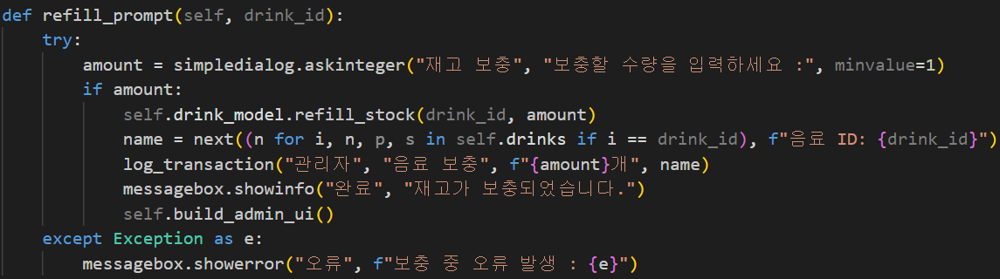 def refill_prompt(self, drink_id):
    try:
        amount = simpledialog.askinteger("재고 보충", "보충할 수량을 입력하세요 :", minvalue=1)
        if amount:
            self.drink_model.refill_stock(drink_id, amount)
            name = next((n for i, n, p, s in self.drinks if i == drink_id), f"음료 ID: {drink_id}")
            log_transaction("관리자", "음료 보충", f"{amount}개", name)
            messagebox.showinfo("완료", "재고가 보충되었습니다.")
            self.build_admin_ui()
    except Exception as e:
        messagebox.showerror("오류", f"보충 중 오류 발생 : {e}")